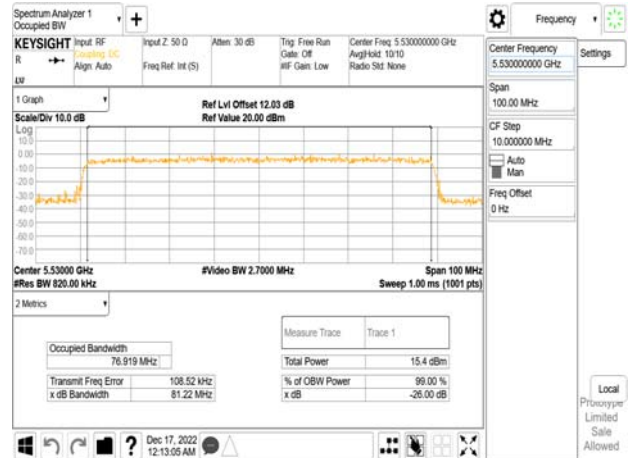 Spectrum Analyzer 1
Occupied BW
Frequency
KEYSIGHT
Input: RF
Coupling: DC
Align: Auto
Input Z: 50 Ω
Freq Ref: Int (S)
Atten: 30 dB
Trig: Free Run
Gate: Off
#IF Gain: Low
Center Freq: 5.530000000 GHz
Avg|Hold: 10/10
Radio Std: None
R
LU
Center Frequency
5.530000000 GHz
Settings
Span
100.00 MHz
CF Step
10.000000 MHz
Auto
Man
Freq Offset
0 Hz
1 Graph
Scale/Div 10.0 dB
Ref Lvl Offset 12.03 dB
Ref Value 20.00 dBm
Log
10.0
0.00
-10.0
-20.0
-30.0
-40.0
-50.0
-60.0
-70.0
Center 5.53000 GHz
#Res BW 820.00 kHz
#Video BW 2.7000 MHz
Span 100 MHz
Sweep 1.00 ms (1001 pts)
2 Metrics
Measure Trace
Trace 1
Occupied Bandwidth
76.919 MHz
Total Power
15.4 dBm
Transmit Freq Error
108.52 kHz
% of OBW Power
99.00 %
x dB Bandwidth
81.22 MHz
x dB
-26.00 dB
Local
Prototype
Limited
Sale
Allowed
Dec 17, 2022
12:13:05 AM